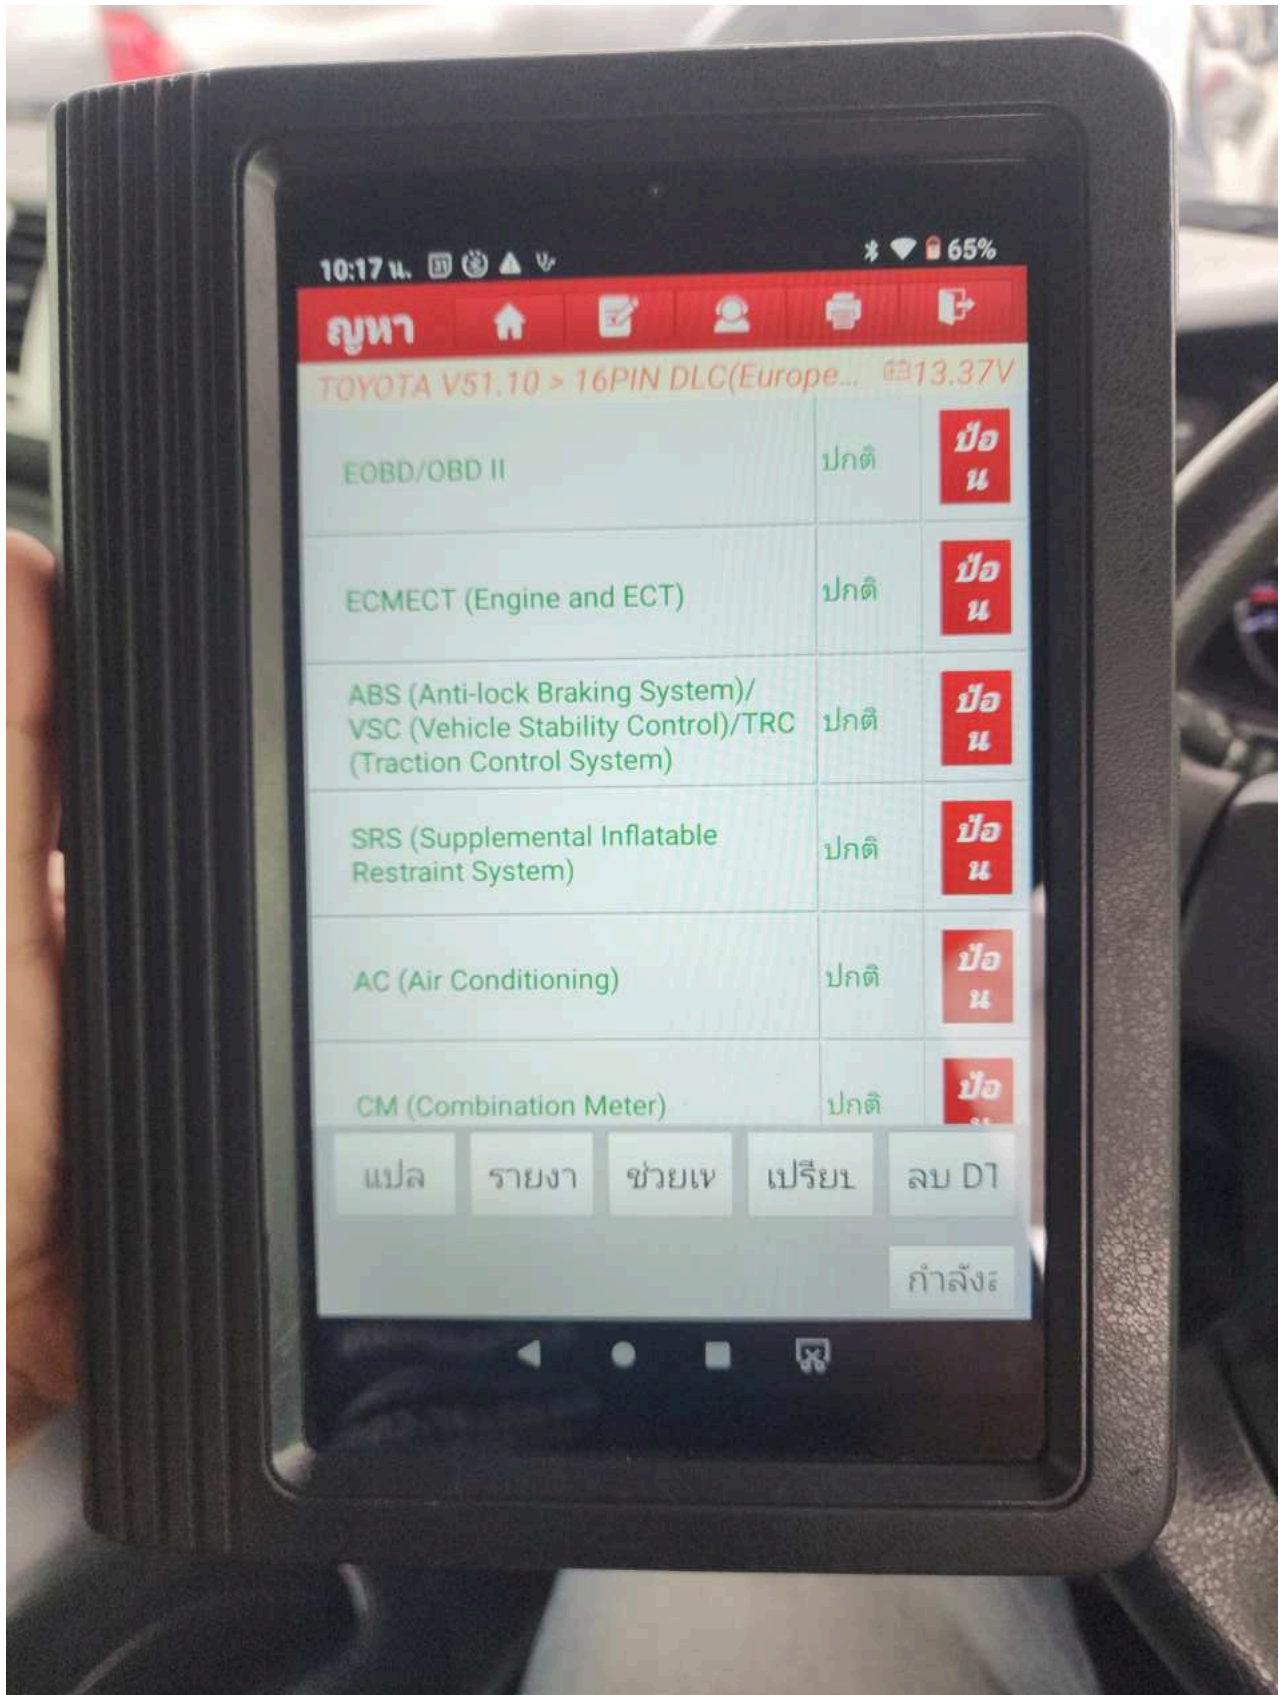 10:17 น. 31 65%
ญหา
TOYOTA V51.10 > 16PIN DLC(Europe... 13.37V
EOBD/OBD II ปกติ ป้อ
น
ECMECT (Engine and ECT) ปกติ ป้อ
น
ABS (Anti-lock Braking System)/
VSC (Vehicle Stability Control)/TRC ปกติ ป้อ
(Traction Control System) น
SRS (Supplemental Inflatable ปกติ ป้อ
Restraint System) น
AC (Air Conditioning) ปกติ ป้อ
น
CM (Combination Meter) ปกติ ป้อ
แปล รายงา ช่วยเห เปรียบ ลบ DT
กำลังส